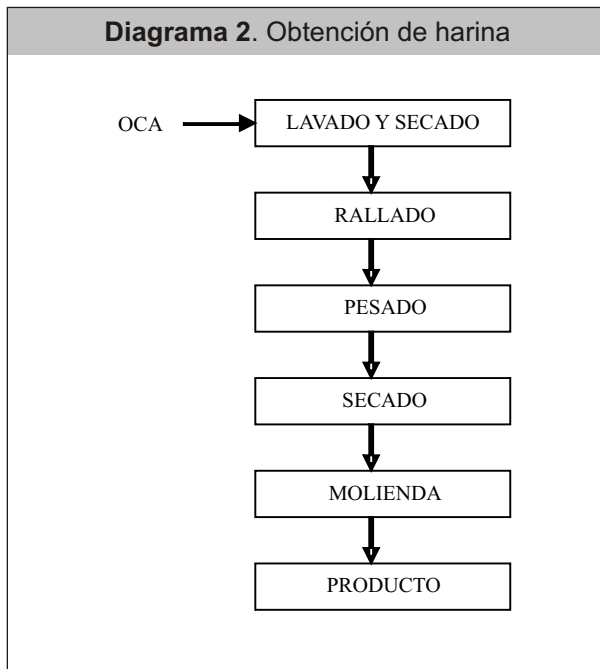 Diagrama 2. Obtención de harina
OCA
LAVADO Y SECADO
RALLADO
PESADO
SECADO
MOLIENDA
PRODUCTO